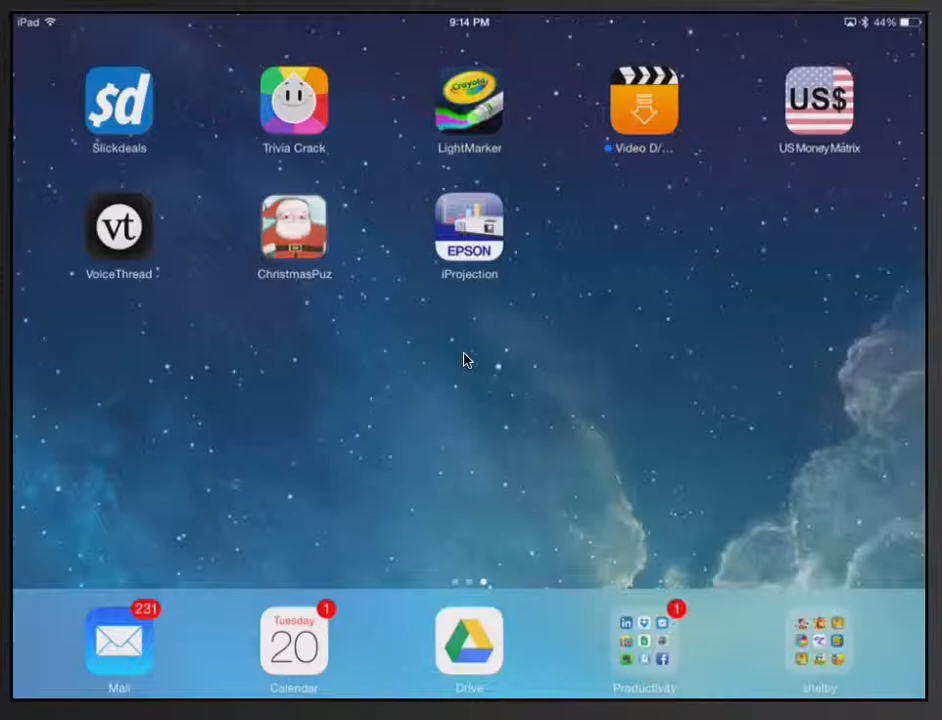 iPad 9:14 PM 44%
$d
Crayola
US$
Slickdeals Trivia Crack LightMarker Video D/... US Money Matrix
vt
EPSON
VoiceThread ChristmasPuz iProjection
231 1 1
Tuesday
20
in
f
Mail Calendar Drive Productivity shelby